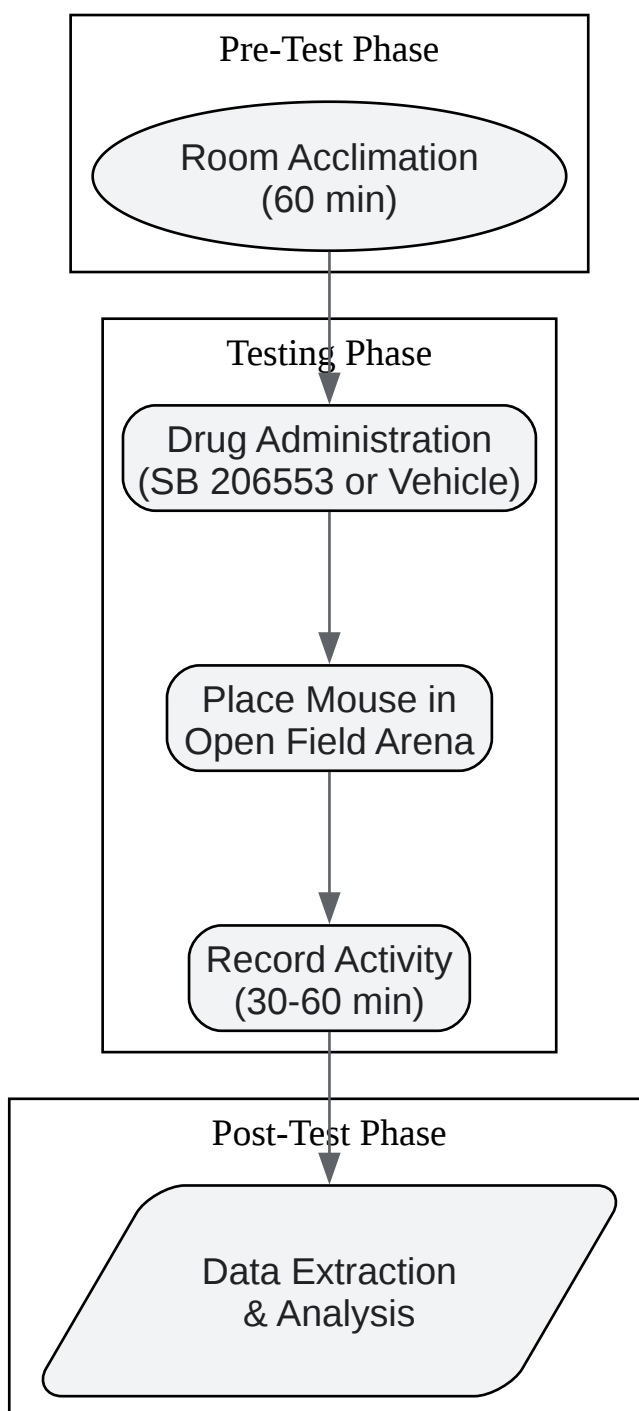 Pre-Test Phase
Room Acclimation
(60 min)
Testing Phase
Drug Administration
(SB 206553 or Vehicle)
Place Mouse in
Open Field Arena
Record Activity
(30-60 min)
Post-Test Phase
Data Extraction
& Analysis